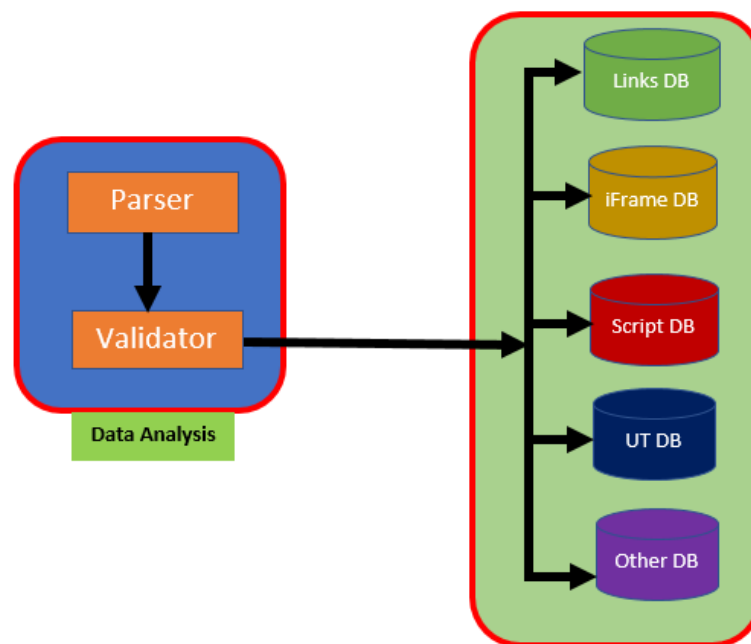 Parser
Validator
Data Analysis
Links DB
iFrame DB
Script DB
UT DB
Other DB